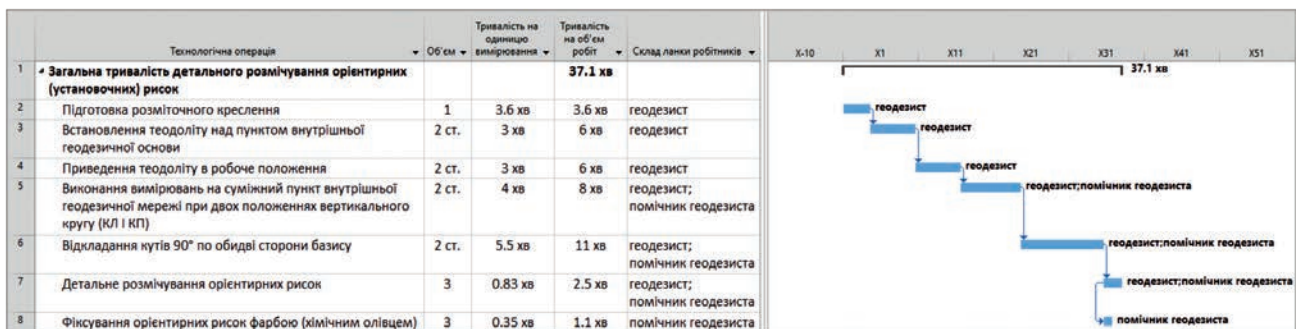 Технологічна операція
Об'єм
Тривалість на
одиницю
вимірювання
Тривалість
на об'єм
робіт
Склад ланки робітників
X-10 X1 X11 X21 X31 X41 X51
1 Загальна тривалість детального розмічування орієнтирних
(установочних) рисок
37.1 хв
37.1 хв
2 Підготовка розміточного креслення 1 3.6 хв 3.6 хв геодезист
геодезист
3 Встановлення теодоліту над пунктом внутрішньої
геодезичної основи
2 ст. 3 хв 6 хв геодезист
геодезист
4 Приведення теодоліту в робоче положення 2 ст. 3 хв 6 хв геодезист
геодезист
5 Виконання вимірювань на суміжний пункт внутрішньої
геодезичної мережі при двох положеннях вертикального
кругу (КЛ І КП)
2 ст. 4 хв 8 хв геодезист;
помічник геодезиста
геодезист;помічник геодезиста
6 Відкладання кутів 90° по обидві сторони базису 2 ст. 5.5 хв 11 хв геодезист;
помічник геодезиста
геодезист;помічник геодезиста
7 Детальне розмічування орієнтирних рисок 3 0.83 хв 2.5 хв геодезист;
помічник геодезиста
геодезист;помічник геодезиста
8 Фіксування орієнтирних рисок фарбою (хімічним олівцем) 3 0.35 хв 1.1 хв помічник геодезиста
помічник геодезиста